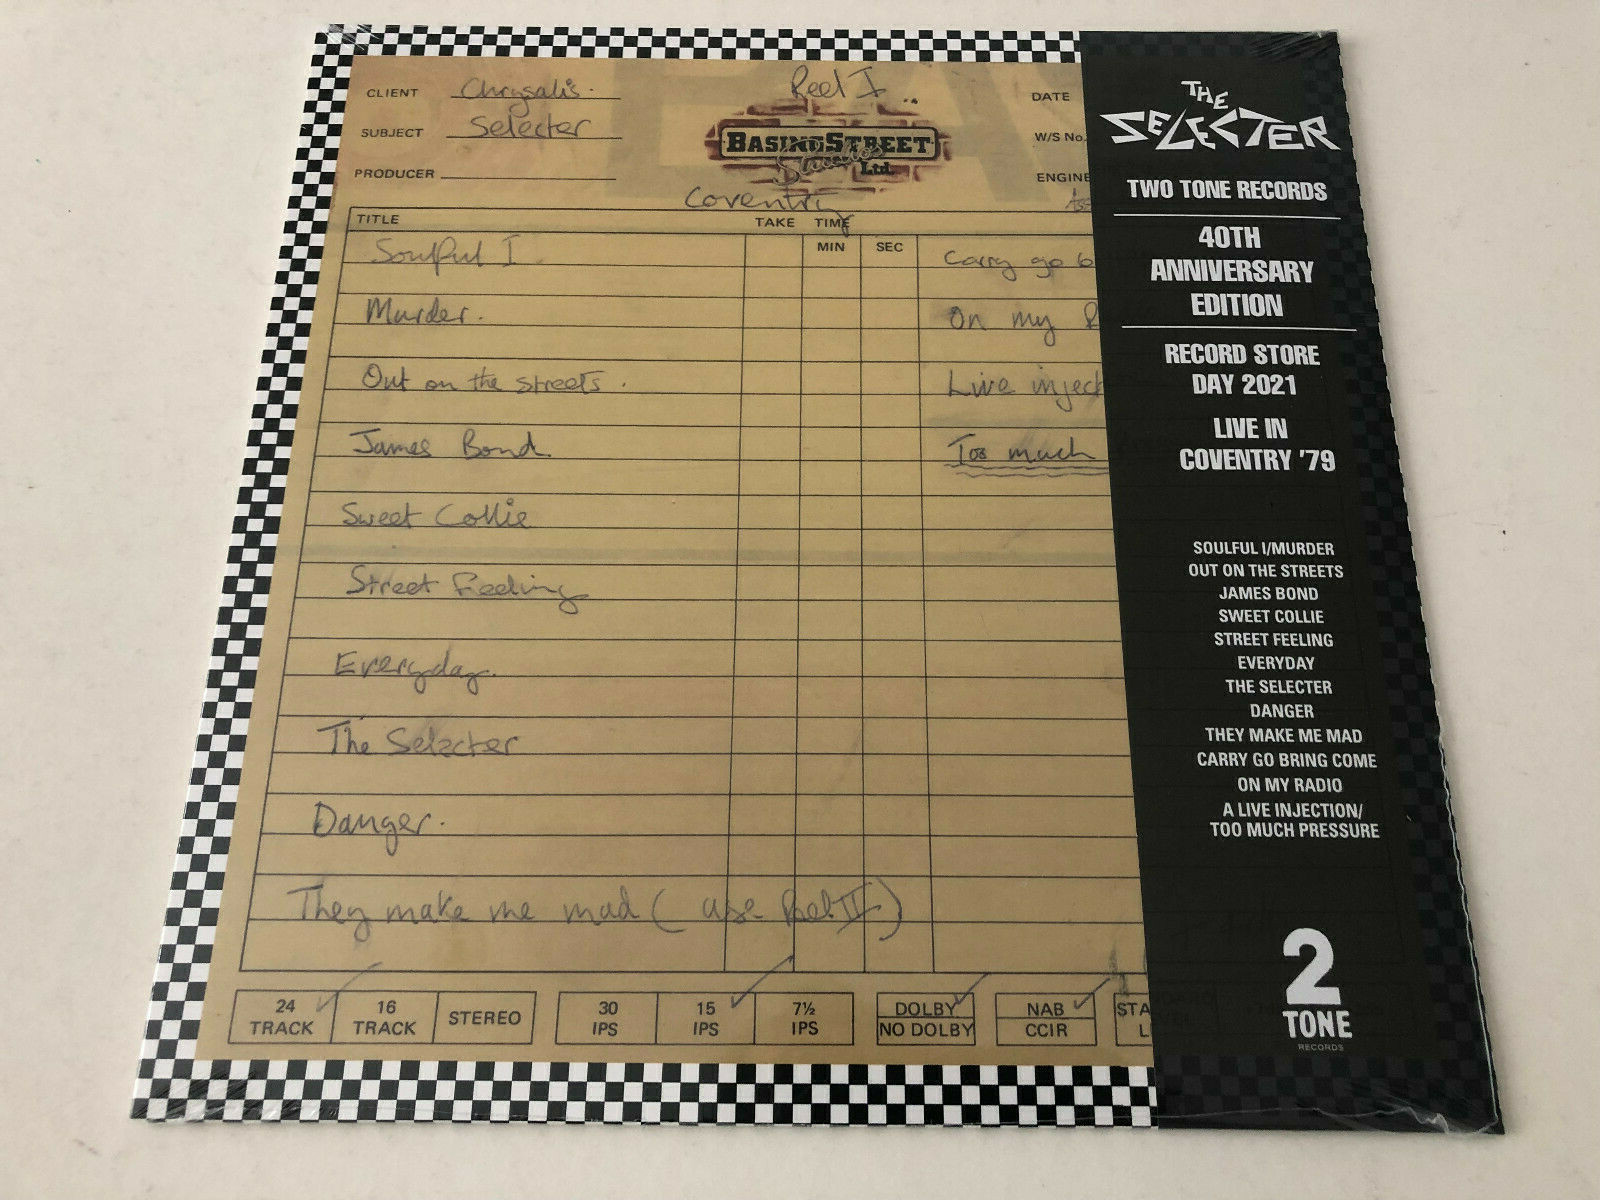 CLIENT Chrysalis. Reel I DATE
SUBJECT Selecter BASING STREET W/S No.
Studios Ltd.
PRODUCER ENGINE
Coventry Ass
TITLE TAKE TIME
MIN SEC
Soulful I. Carry go b
Murder. On my R
Out on the streets. Live inject
James Bond. Too much
Sweet Collie
Street Feeling
Everyday.
The Selecter
Danger.
They make me mad (use Reel II)
24 TRACK
16 TRACK
STEREO
30 IPS
15 IPS
7½ IPS
DOLBY
NO DOLBY
NAB
CCIR
STA
L
THE
SELECTER
TWO TONE RECORDS
40TH
ANNIVERSARY
EDITION
RECORD STORE
DAY 2021
LIVE IN
COVENTRY '79
SOULFUL I/MURDER
OUT ON THE STREETS
JAMES BOND
SWEET COLLIE
STREET FEELING
EVERYDAY
THE SELECTER
DANGER
THEY MAKE ME MAD
CARRY GO BRING COME
ON MY RADIO
A LIVE INJECTION/
TOO MUCH PRESSURE
2
TONE
RECORDS